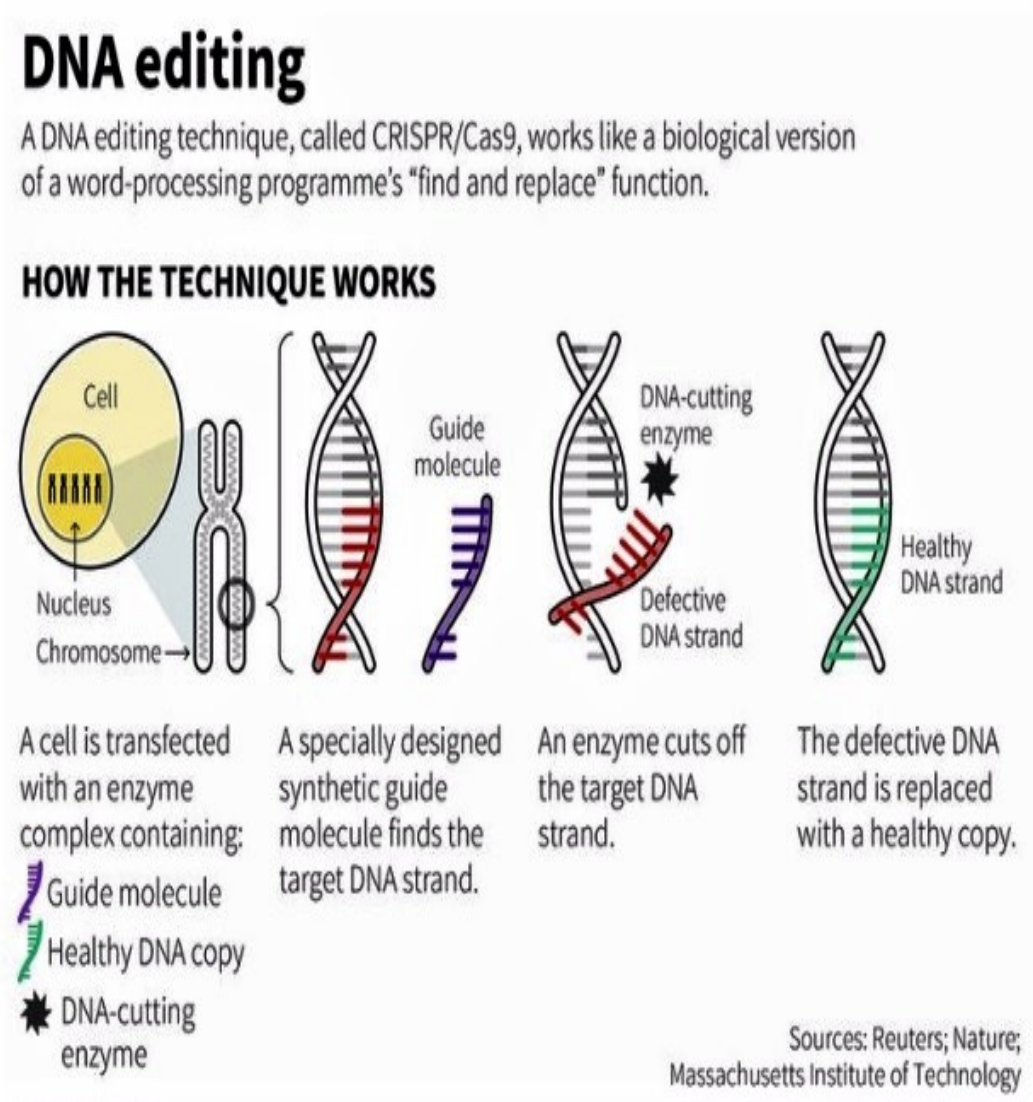 DNA editing
A DNA editing technique, called CRISPR/Cas9, works like a biological version
of a word-processing programme's “find and replace” function.
HOW THE TECHNIQUE WORKS
Cell
Nucleus
Chromosome
Guide
molecule
DNA-cutting
enzyme
Defective
DNA strand
Healthy
DNA strand
A cell is transfected
with an enzyme
complex containing:
Guide molecule
Healthy DNA copy
DNA-cutting
enzyme
A specially designed
synthetic guide
molecule finds the
target DNA strand.
An enzyme cuts off
the target DNA
strand.
The defective DNA
strand is replaced
with a healthy copy.
Sources: Reuters; Nature;
Massachusetts Institute of Technology